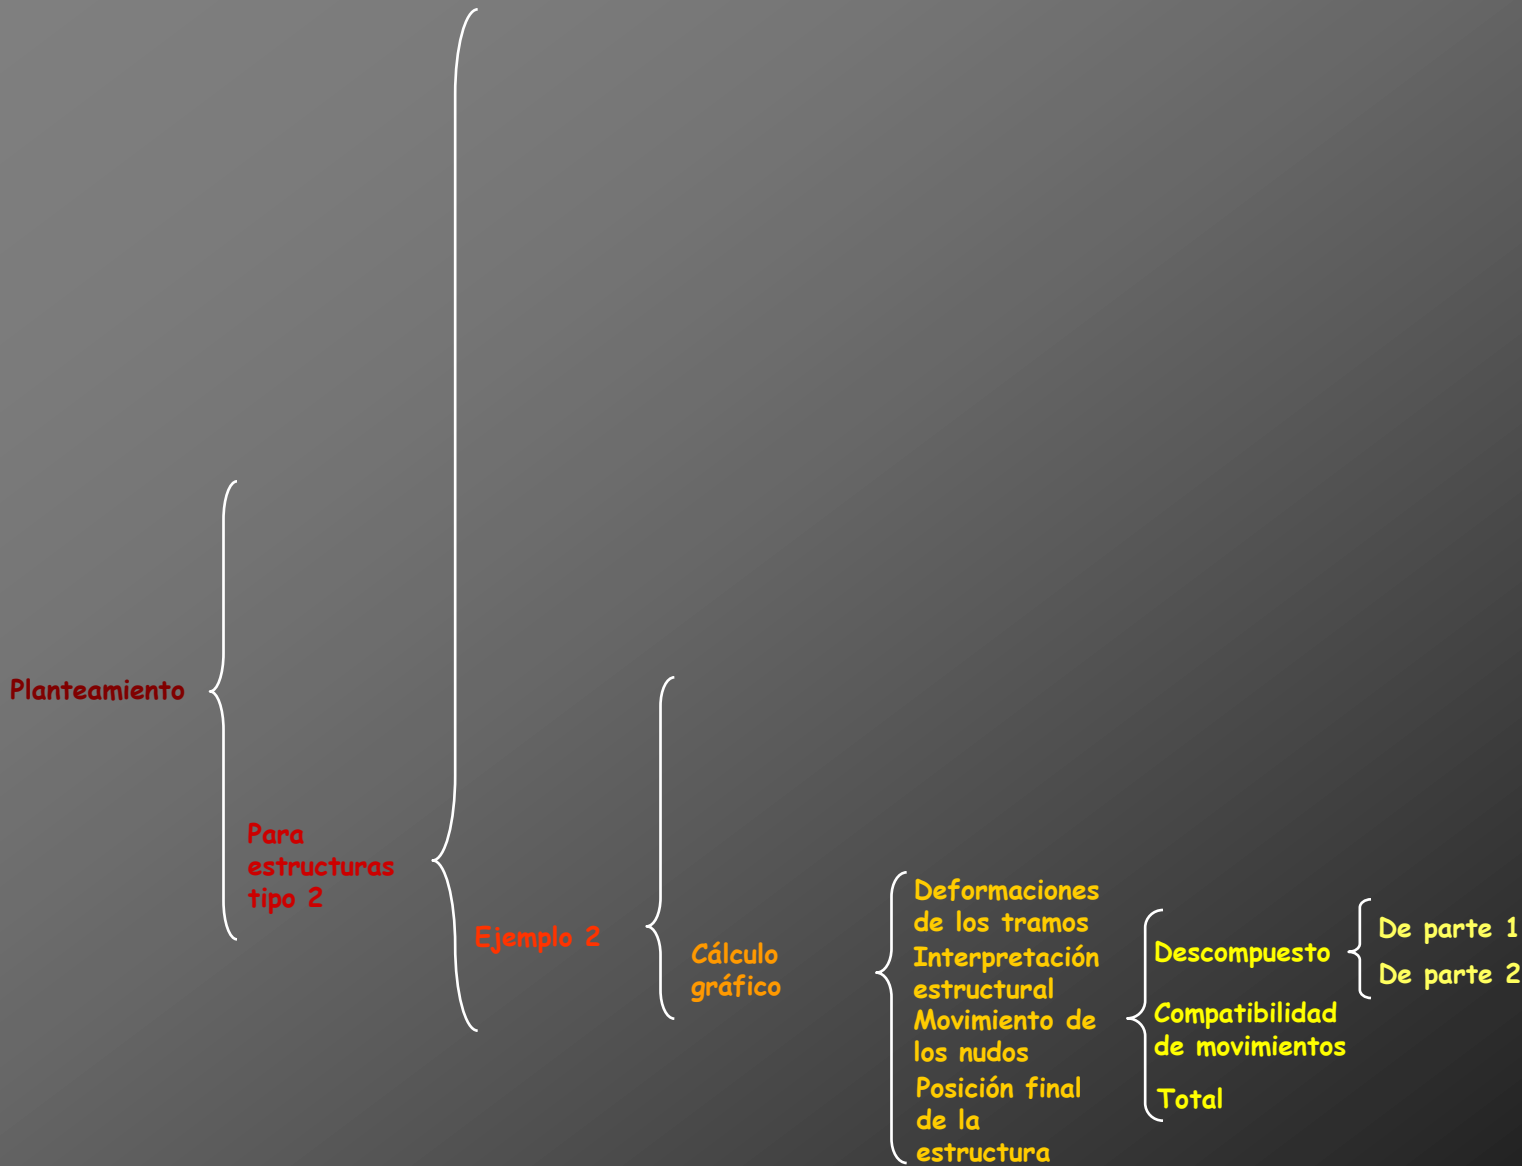 Planteamiento
Para
estructuras
tipo 2
Ejemplo 2
Cálculo
gráfico
Deformaciones
de los tramos
Interpretación
estructural
Movimiento de
los nudos
Posición final
de la
estructura
Descompuesto
Compatibilidad
de movimientos
Total
De parte 1
De parte 2